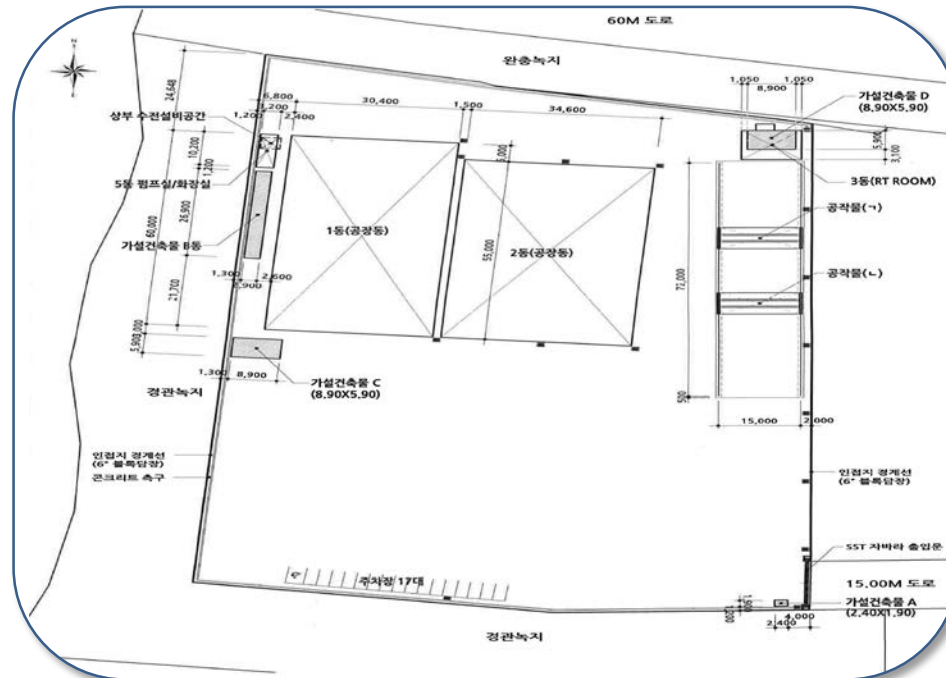 60M 도로
완충녹지
N
1,050
1,050
8,900
가설건축물 D
(8,90X5,90)
24,648
6,800
1,200
1,200
2,400
30,400
1,500
34,600
상부 수전설비공간
10,200
1,200
5,900
3,100
5동 펌프실/화장실
3동(RT ROOM)
공작물(ㄱ)
60,000
26,900
가설건축물 B동
1동(공장동)
2동(공장동)
55,000
72,000
공작물(ㄴ)
1,300
2,900
2,600
21,700
5,900
1,300
8,900
가설건축물 C
(8,90X5,90)
경관녹지
500
15,000
2,000
인접지 경계선
(6" 블록담장)
콘크리트 측구
인접지 경계선
(6" 블록담장)
SST 자바라 출입문
주차장 17대
15,00M 도로
가설건축물 A
(2,40X1,90)
1,200
4,000
2,400
경관녹지